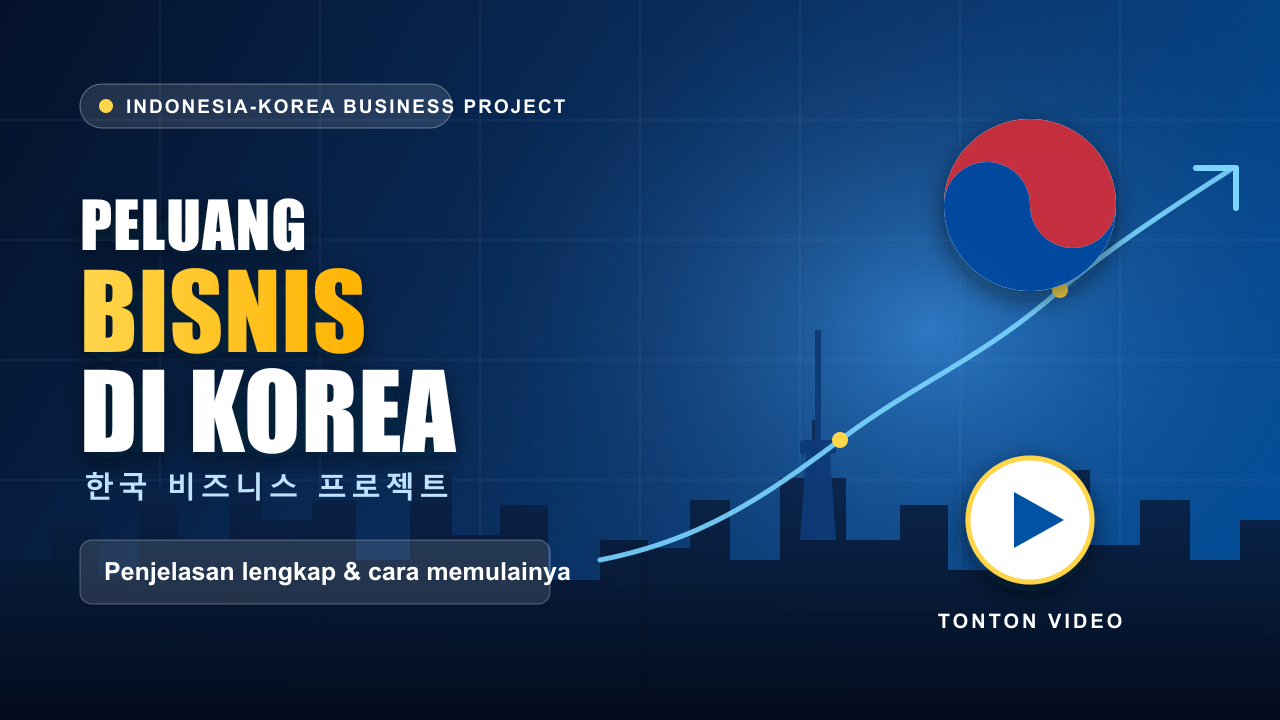 INDONESIA-KOREA BUSINESS PROJECT
PELUANG
BISNIS
DI KOREA
한국 비즈니스 프로젝트
Penjelasan lengkap & cara memulainya
TONTON VIDEO